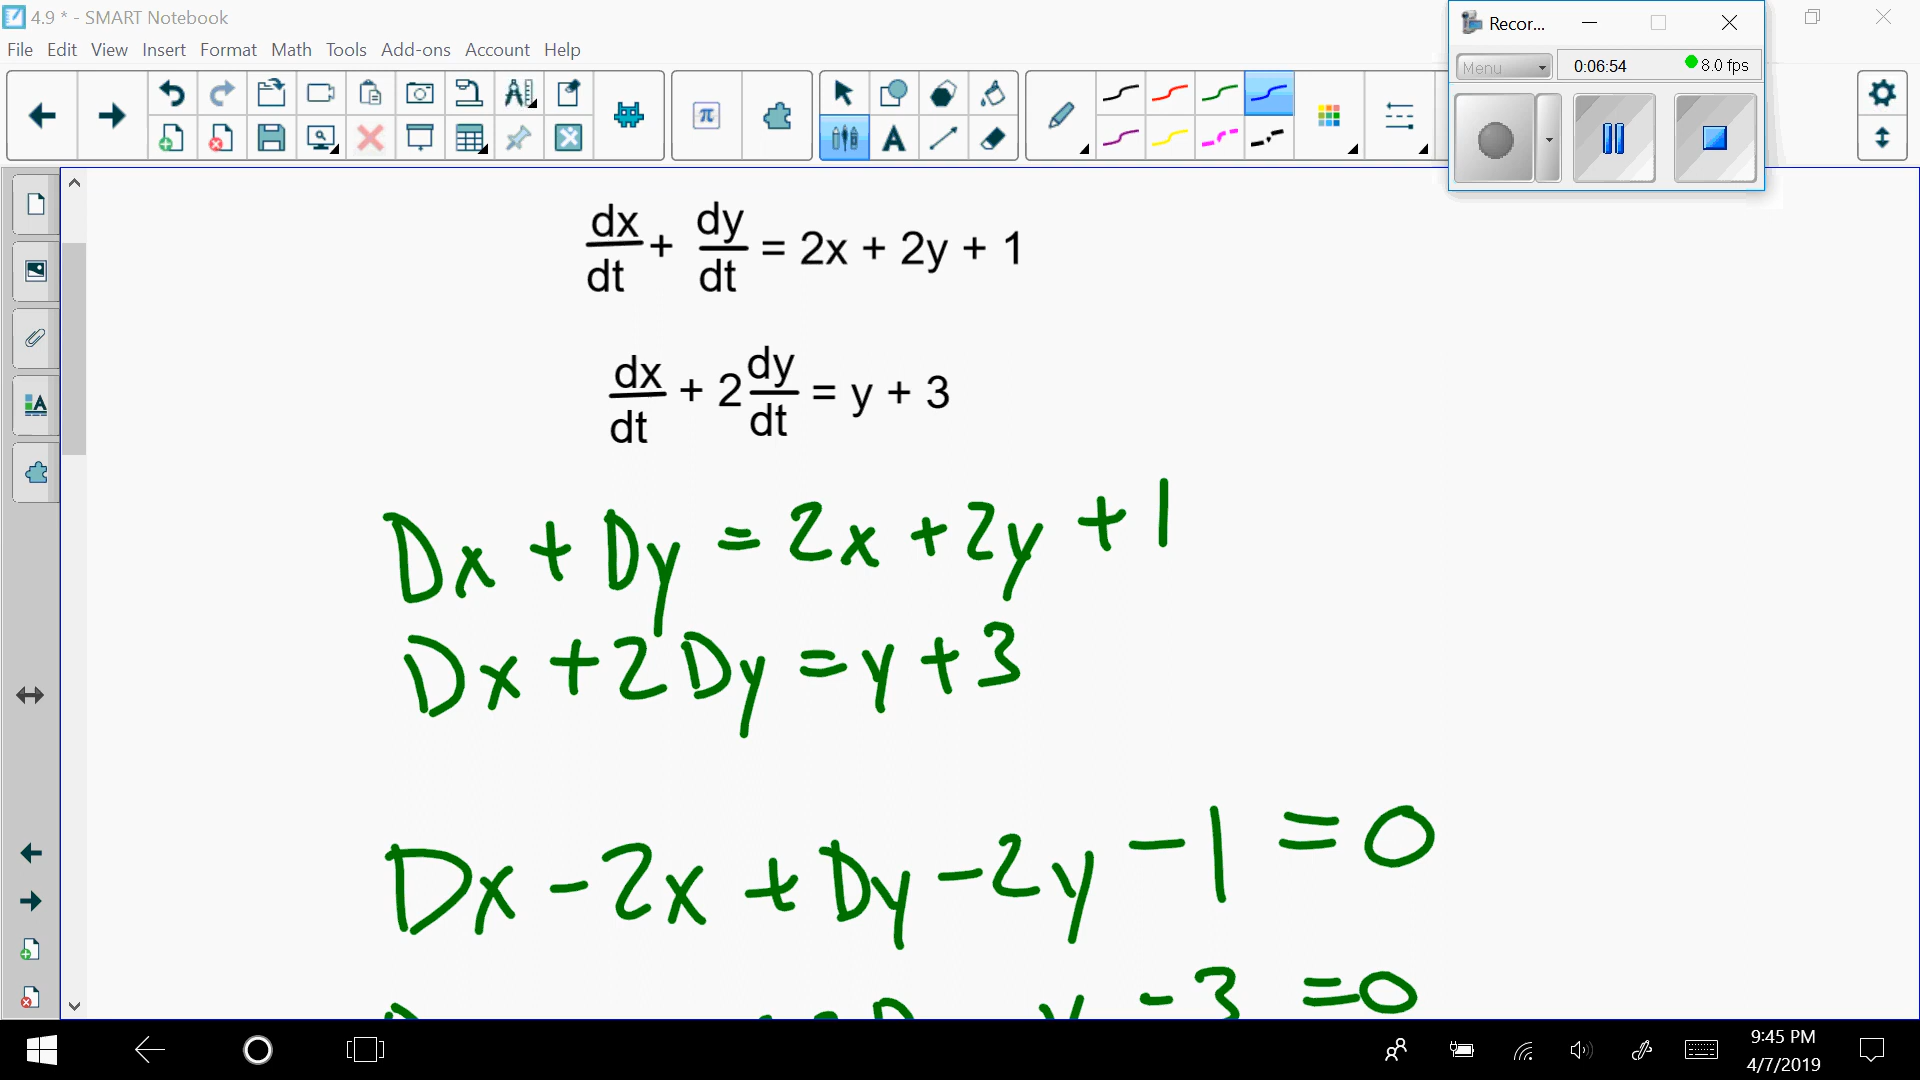 4.9 * - SMART Notebook
File Edit View Insert Format Math Tools Add-ons Account Help
Recor...
Menu 0:06:54 8.0 fps
π
A
A
dx/dt + dy/dt = 2x + 2y + 1
dx/dt + 2 dy/dt = y + 3
Dx + Dy = 2x + 2y + 1
Dx + 2Dy = y + 3
Dx - 2x + Dy - 2y - 1 = 0
y - 3 = 0
9:45 PM
4/7/2019